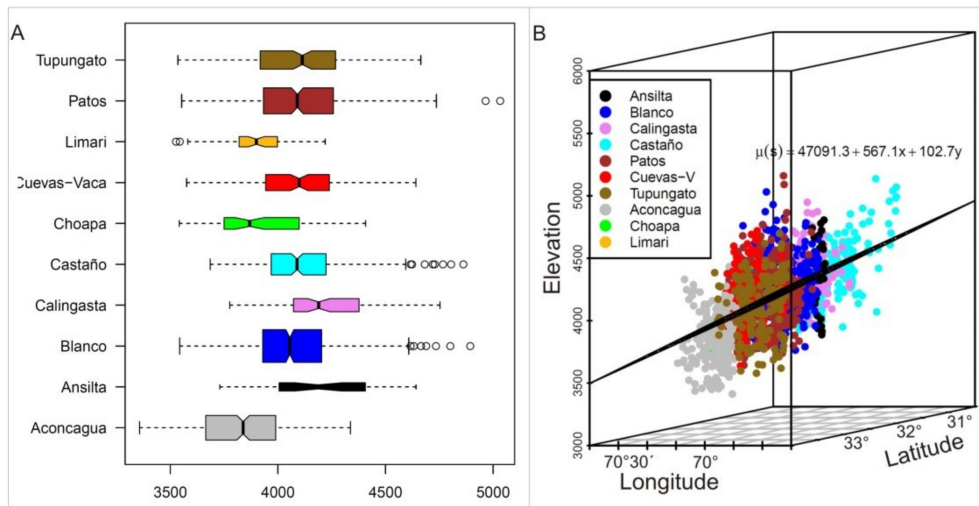 A
Tupungato
Patos
Limari
Cuevas-Vaca
Choapa
Castaño
Calingasta
Blanco
Ansilta
Aconcagua
3500 4000 4500 5000
B
6000
5500
5000
4500
4000
3500
3000
Elevation
Ansilta
Blanco
Calingasta
Castaño
Patos
Cuevas-V
Tupungato
Aconcagua
Choapa
Limari
μ(s) = 47091.3 + 567.1x + 102.7y
70°30´ 70°
Longitude
33° 32° 31°
Latitude